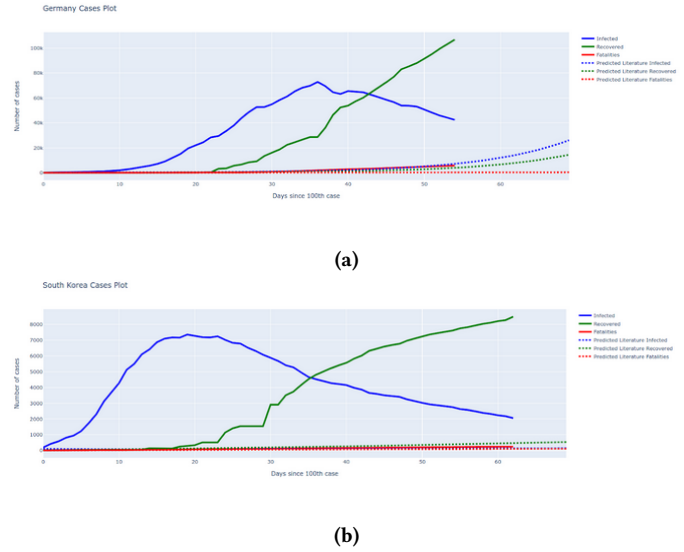 Germany Cases Plot
Infected
Recovered
Fatalities
Predicted Literature Infected
Predicted Literature Recovered
Predicted Literature Fatalities
Number of cases
100k
80k
60k
40k
20k
0
0 10 20 30 40 50 60
Days since 100th case
(a)
South Korea Cases Plot
Infected
Recovered
Fatalities
Predicted Literature Infected
Predicted Literature Recovered
Predicted Literature Fatalities
Number of cases
8000
7000
6000
5000
4000
3000
2000
1000
0
0 10 20 30 40 50 60
Days since 100th case
(b)